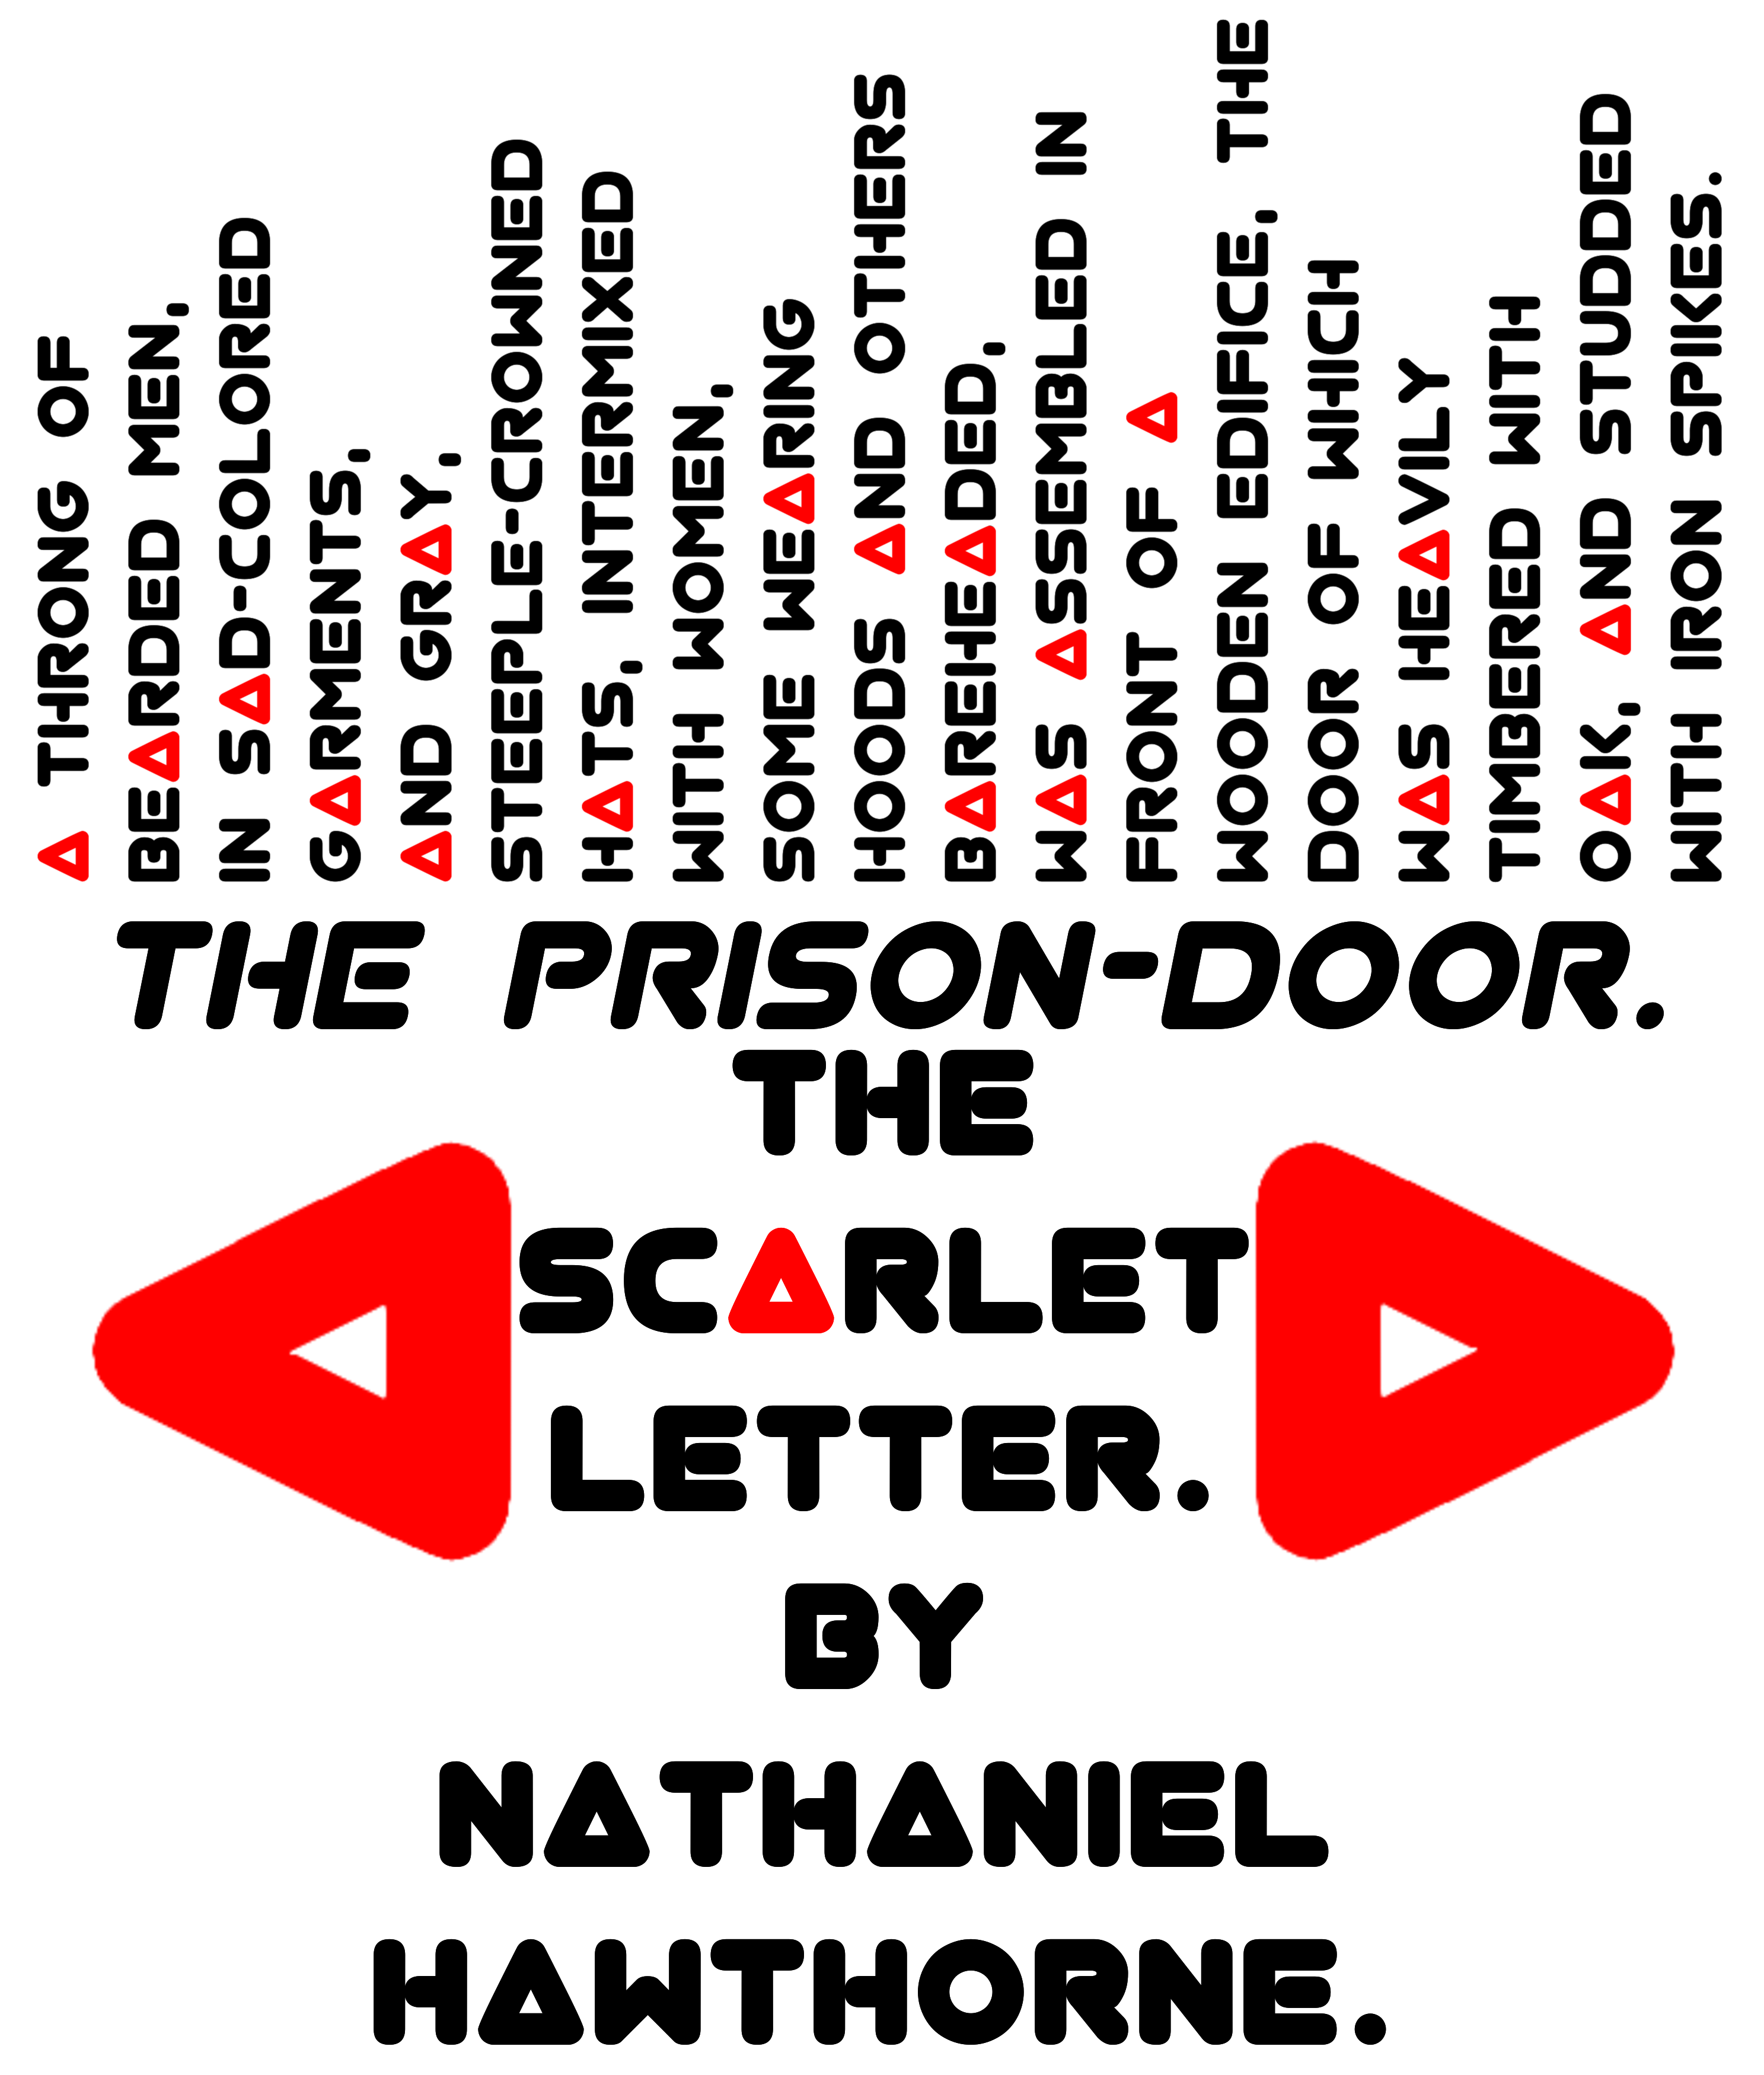 A THRONG OF
BEARDED MEN,
IN SAD-COLORED
GARMENTS,
AND GRAY,
STEEPLE-CROWNED
HATS, INTERMIXED
WITH WOMEN,
SOME WEARING
HOODS AND OTHERS
BAREHEADED,
WAS ASSEMBLED IN
FRONT OF A
WOODEN EDIFICE, THE
DOOR OF WHICH
WAS HEAVILY
TIMBERED WITH
OAK, AND STUDDED
WITH IRON SPIKES.
THE PRISON-DOOR.
THE
SCARLET
LETTER.
BY
NATHANIEL
HAWTHORNE.